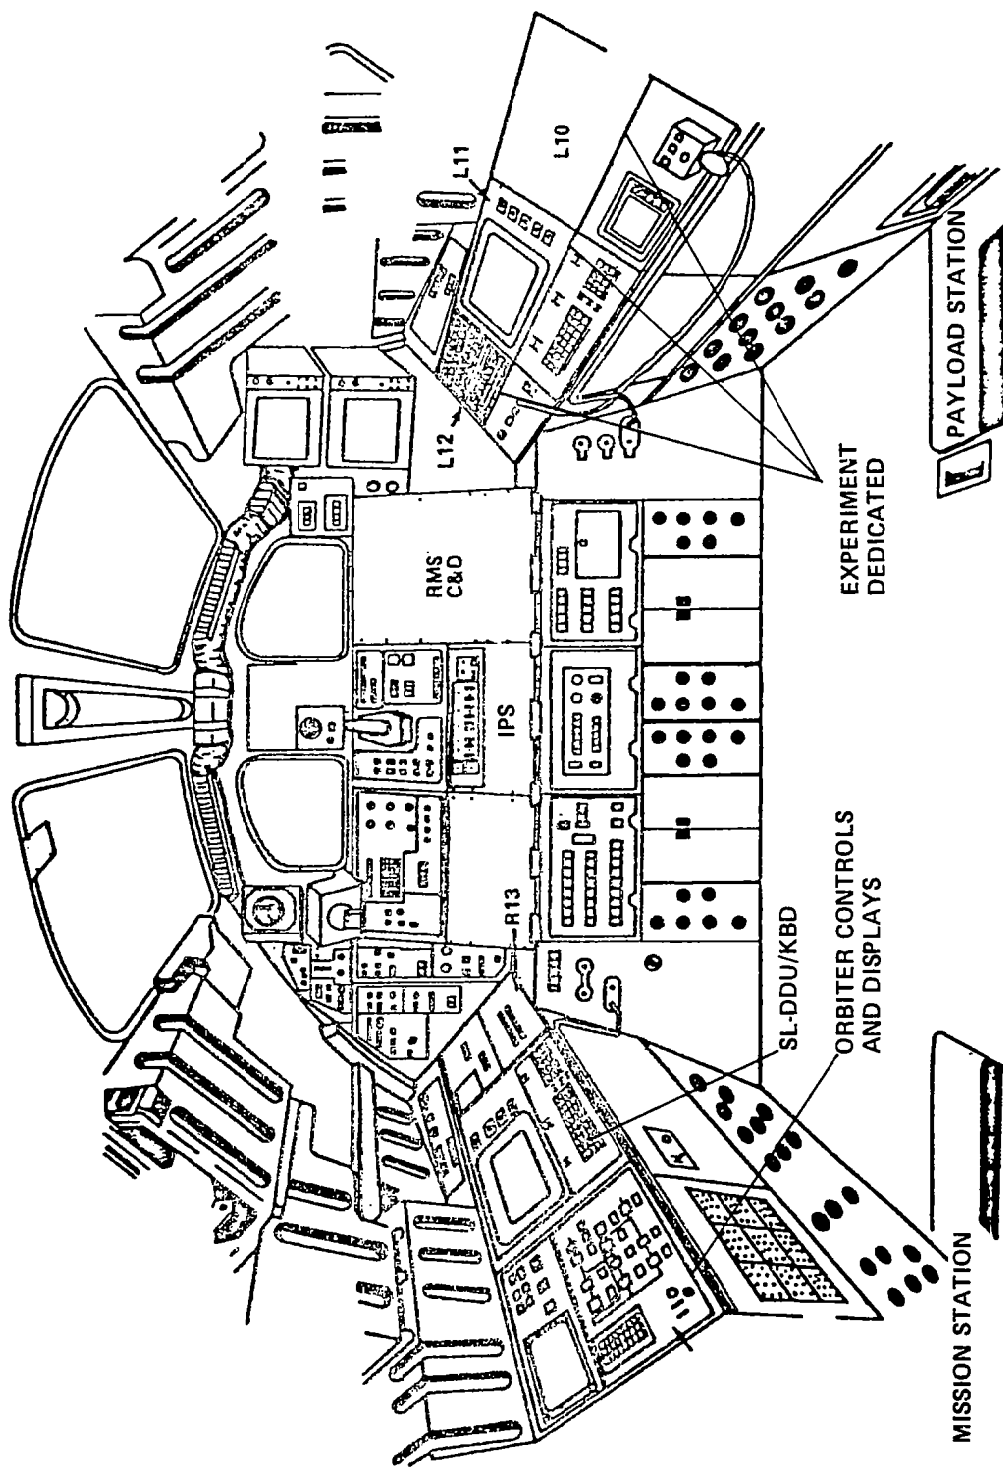 L10
L11
L12
RMS
C&D
IPS
R13
SL-DDU/KBD
ORBITER CONTROLS
AND DISPLAYS
EXPERIMENT
DEDICATED
MISSION STATION
PAYLOAD STATION